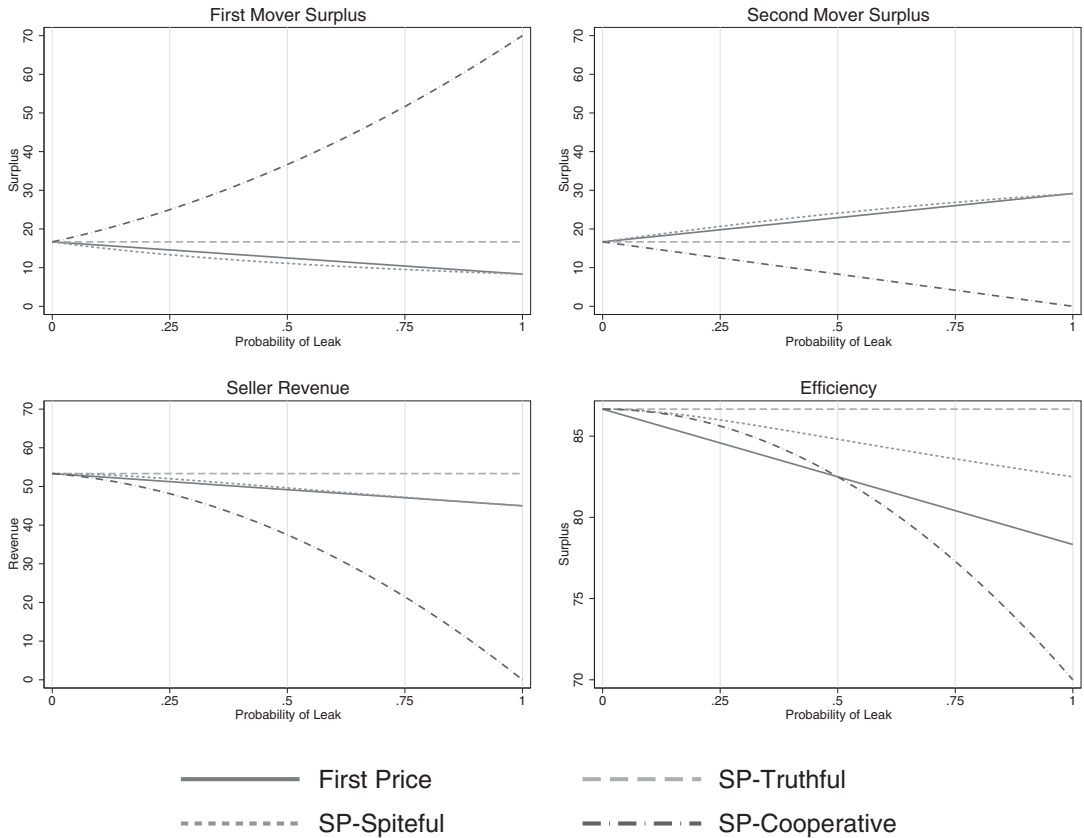 First Mover Surplus
Surplus
70
60
50
40
30
20
10
0
0 .25 .5 .75 1
Probability of Leak
Second Mover Surplus
Surplus
70
60
50
40
30
20
10
0
0 .25 .5 .75 1
Probability of Leak
Seller Revenue
Revenue
70
60
50
40
30
20
10
0
0 .25 .5 .75 1
Probability of Leak
Efficiency
Surplus
85
80
75
70
0 .25 .5 .75 1
Probability of Leak
First Price
SP-Truthful
SP-Spiteful
SP-Cooperative